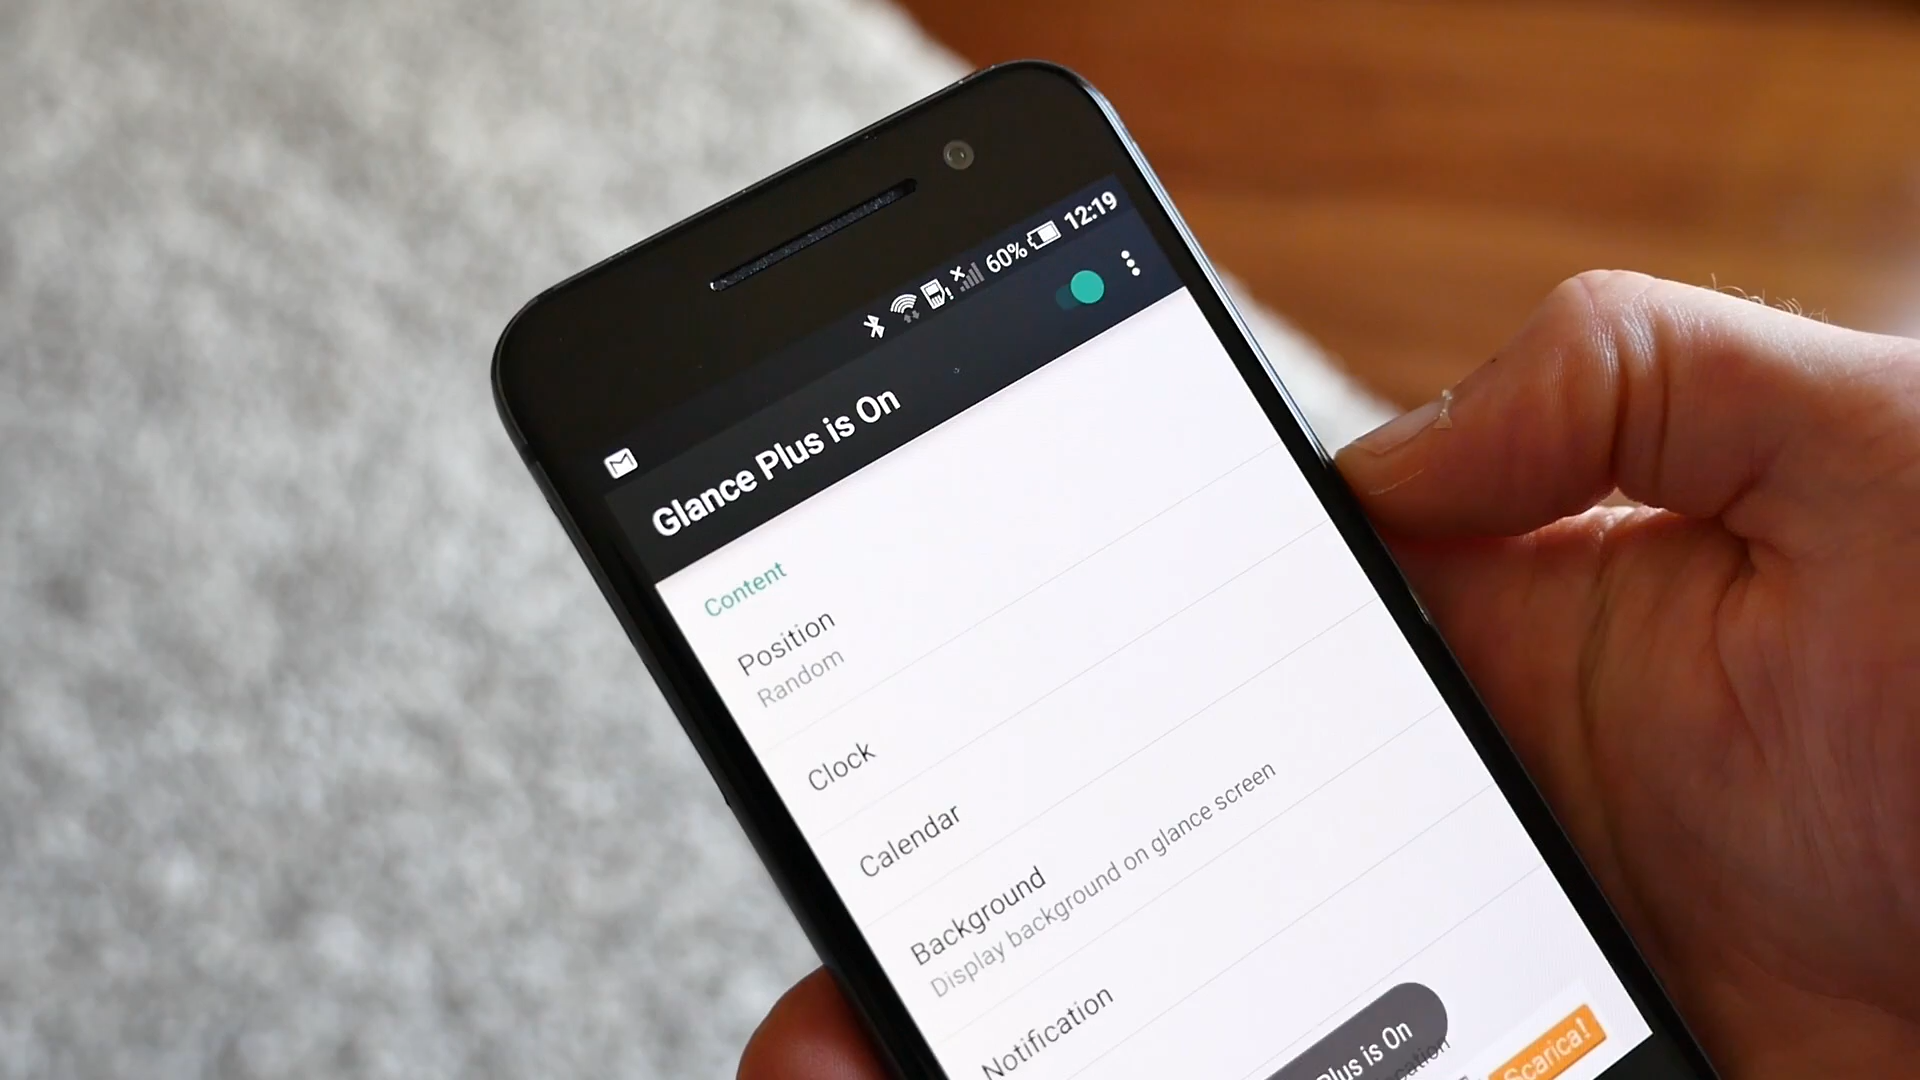 60% 12:19
Glance Plus is On
Content
Position
Random
Clock
Calendar
Background
Display background on glance screen
Notification
Plus is On
Scarica!